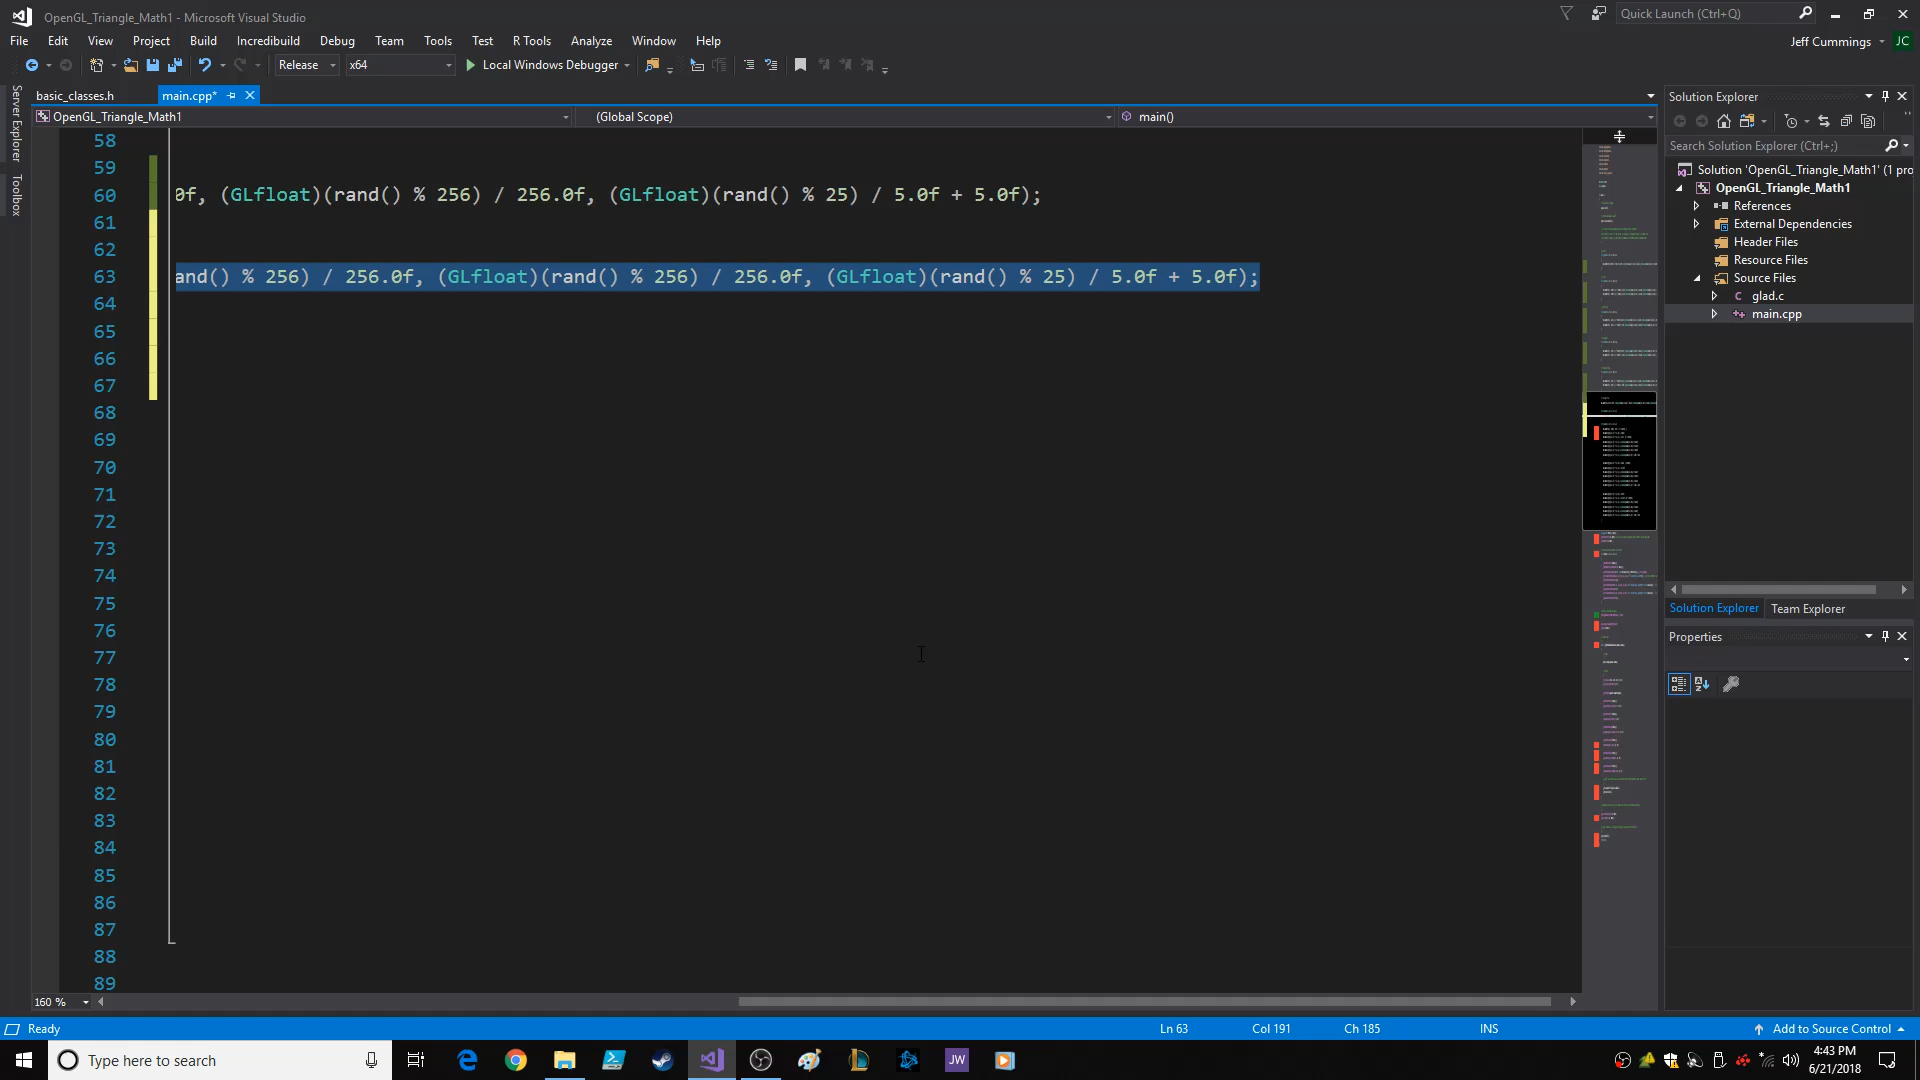 OpenGL_Triangle_Math1 - Microsoft Visual Studio
Quick Launch (Ctrl+Q)
File Edit View Project Build Incredibuild Debug Team Tools Test R Tools Analyze Window Help
Jeff Cummings JC
Release x64 Local Windows Debugger
Server Explorer
Toolbox
basic_classes.h main.cpp*
OpenGL_Triangle_Math1 (Global Scope) main()
58
59
60 0f, (GLfloat)(rand() % 256) / 256.0f, (GLfloat)(rand() % 25) / 5.0f + 5.0f);
61
62
63 and() % 256) / 256.0f, (GLfloat)(rand() % 256) / 256.0f, (GLfloat)(rand() % 25) / 5.0f + 5.0f);
64
65
66
67
68
69
70
71
72
73
74
75
76
77
78
79
80
81
82
83
84
85
86
87
88
89
160 %
Solution Explorer
Search Solution Explorer (Ctrl+;)
Solution 'OpenGL_Triangle_Math1' (1 pro
OpenGL_Triangle_Math1
References
External Dependencies
Header Files
Resource Files
Source Files
glad.c
main.cpp
Solution Explorer Team Explorer
Properties
Ready Ln 63 Col 191 Ch 185 INS Add to Source Control
Type here to search
JW
4:43 PM
6/21/2018